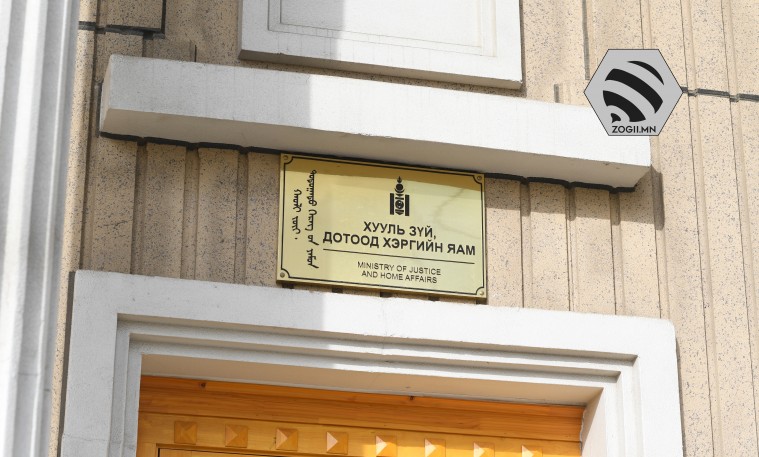 ХУУЛЬ ЗҮЙ,
ДОТООД ХЭРГИЙН ЯАМ
MINISTRY OF JUSTICE
AND HOME AFFAIRS
ZOGII.MN